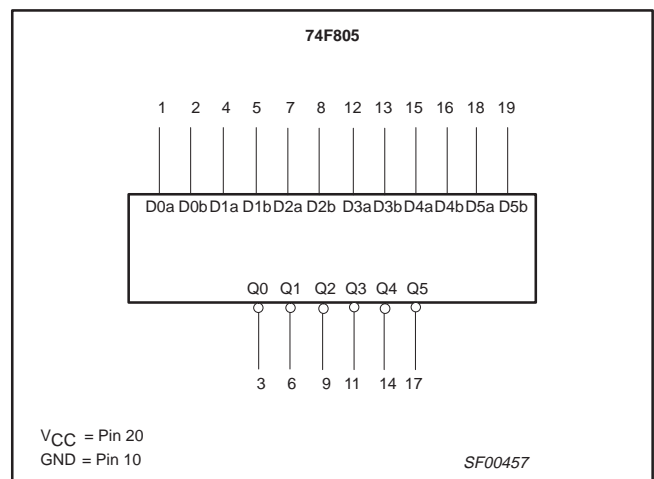 74F805
1 2 4 5 7 8 12 13 15 16 18 19
D0a D0b D1a D1b D2a D2b D3a D3b D4a D4b D5a D5b
Q0 Q1 Q2 Q3 Q4 Q5
3 6 9 11 14 17
VCC = Pin 20
GND = Pin 10
SF00457